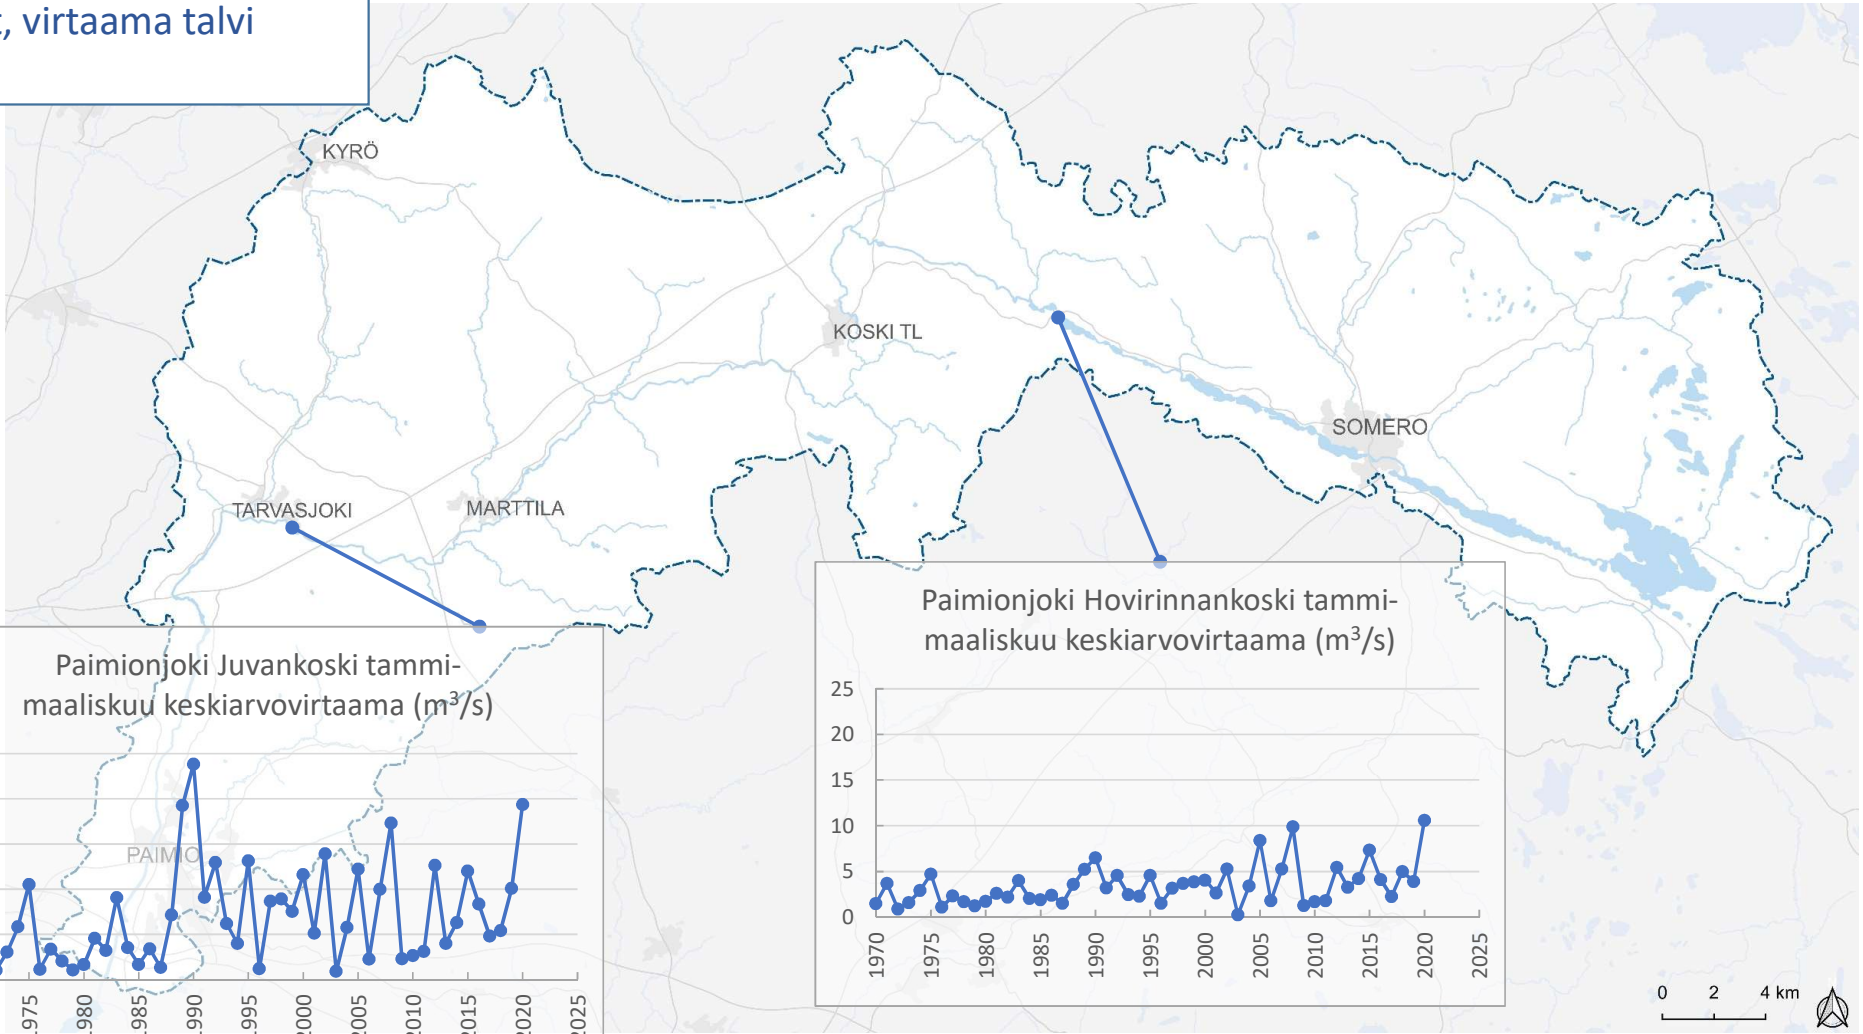 t, virtaama talvi
KYRÖ
KOSKI TL
SOMERO
TARVASJOKI
MARTTILA
PAIMIO
Paimionjoki Juvankoski tammi-
maaliskuu keskiarvovirtaama (m³/s)
975
980
985
990
995
2000
2005
2010
2015
2020
2025
Paimionjoki Hovirinnankoski tammi-
maaliskuu keskiarvovirtaama (m³/s)
25
20
15
10
5
0
1970
1975
1980
1985
1990
1995
2000
2005
2010
2015
2020
2025
0 2 4 km